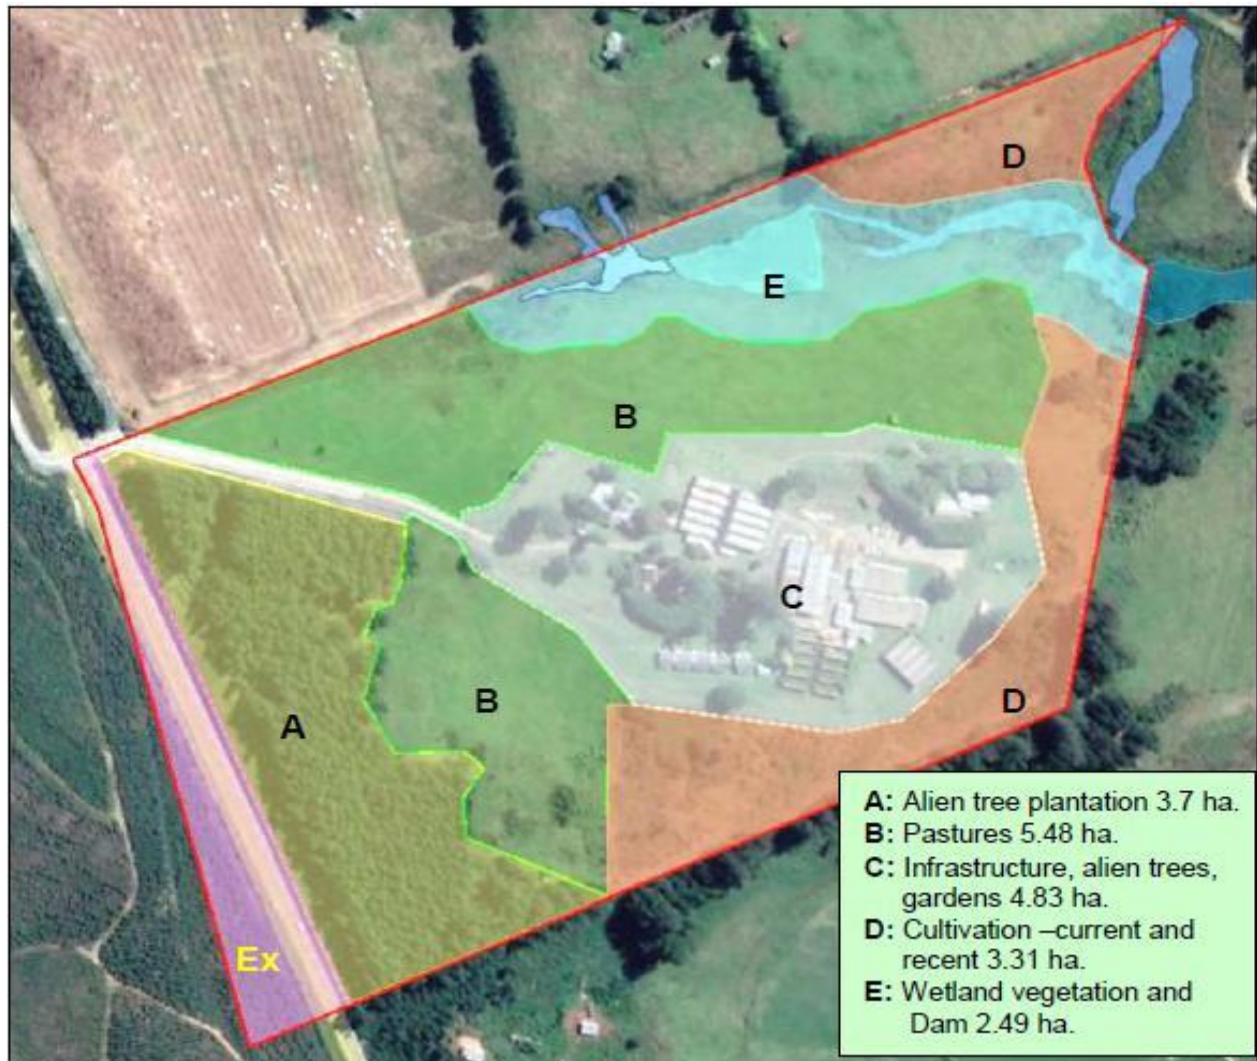 D
E
B
C
B
D
A
Ex
A: Alien tree plantation 3.7 ha.
B: Pastures 5.48 ha.
C: Infrastructure, alien trees,
gardens 4.83 ha.
D: Cultivation –current and
recent 3.31 ha.
E: Wetland vegetation and
Dam 2.49 ha.